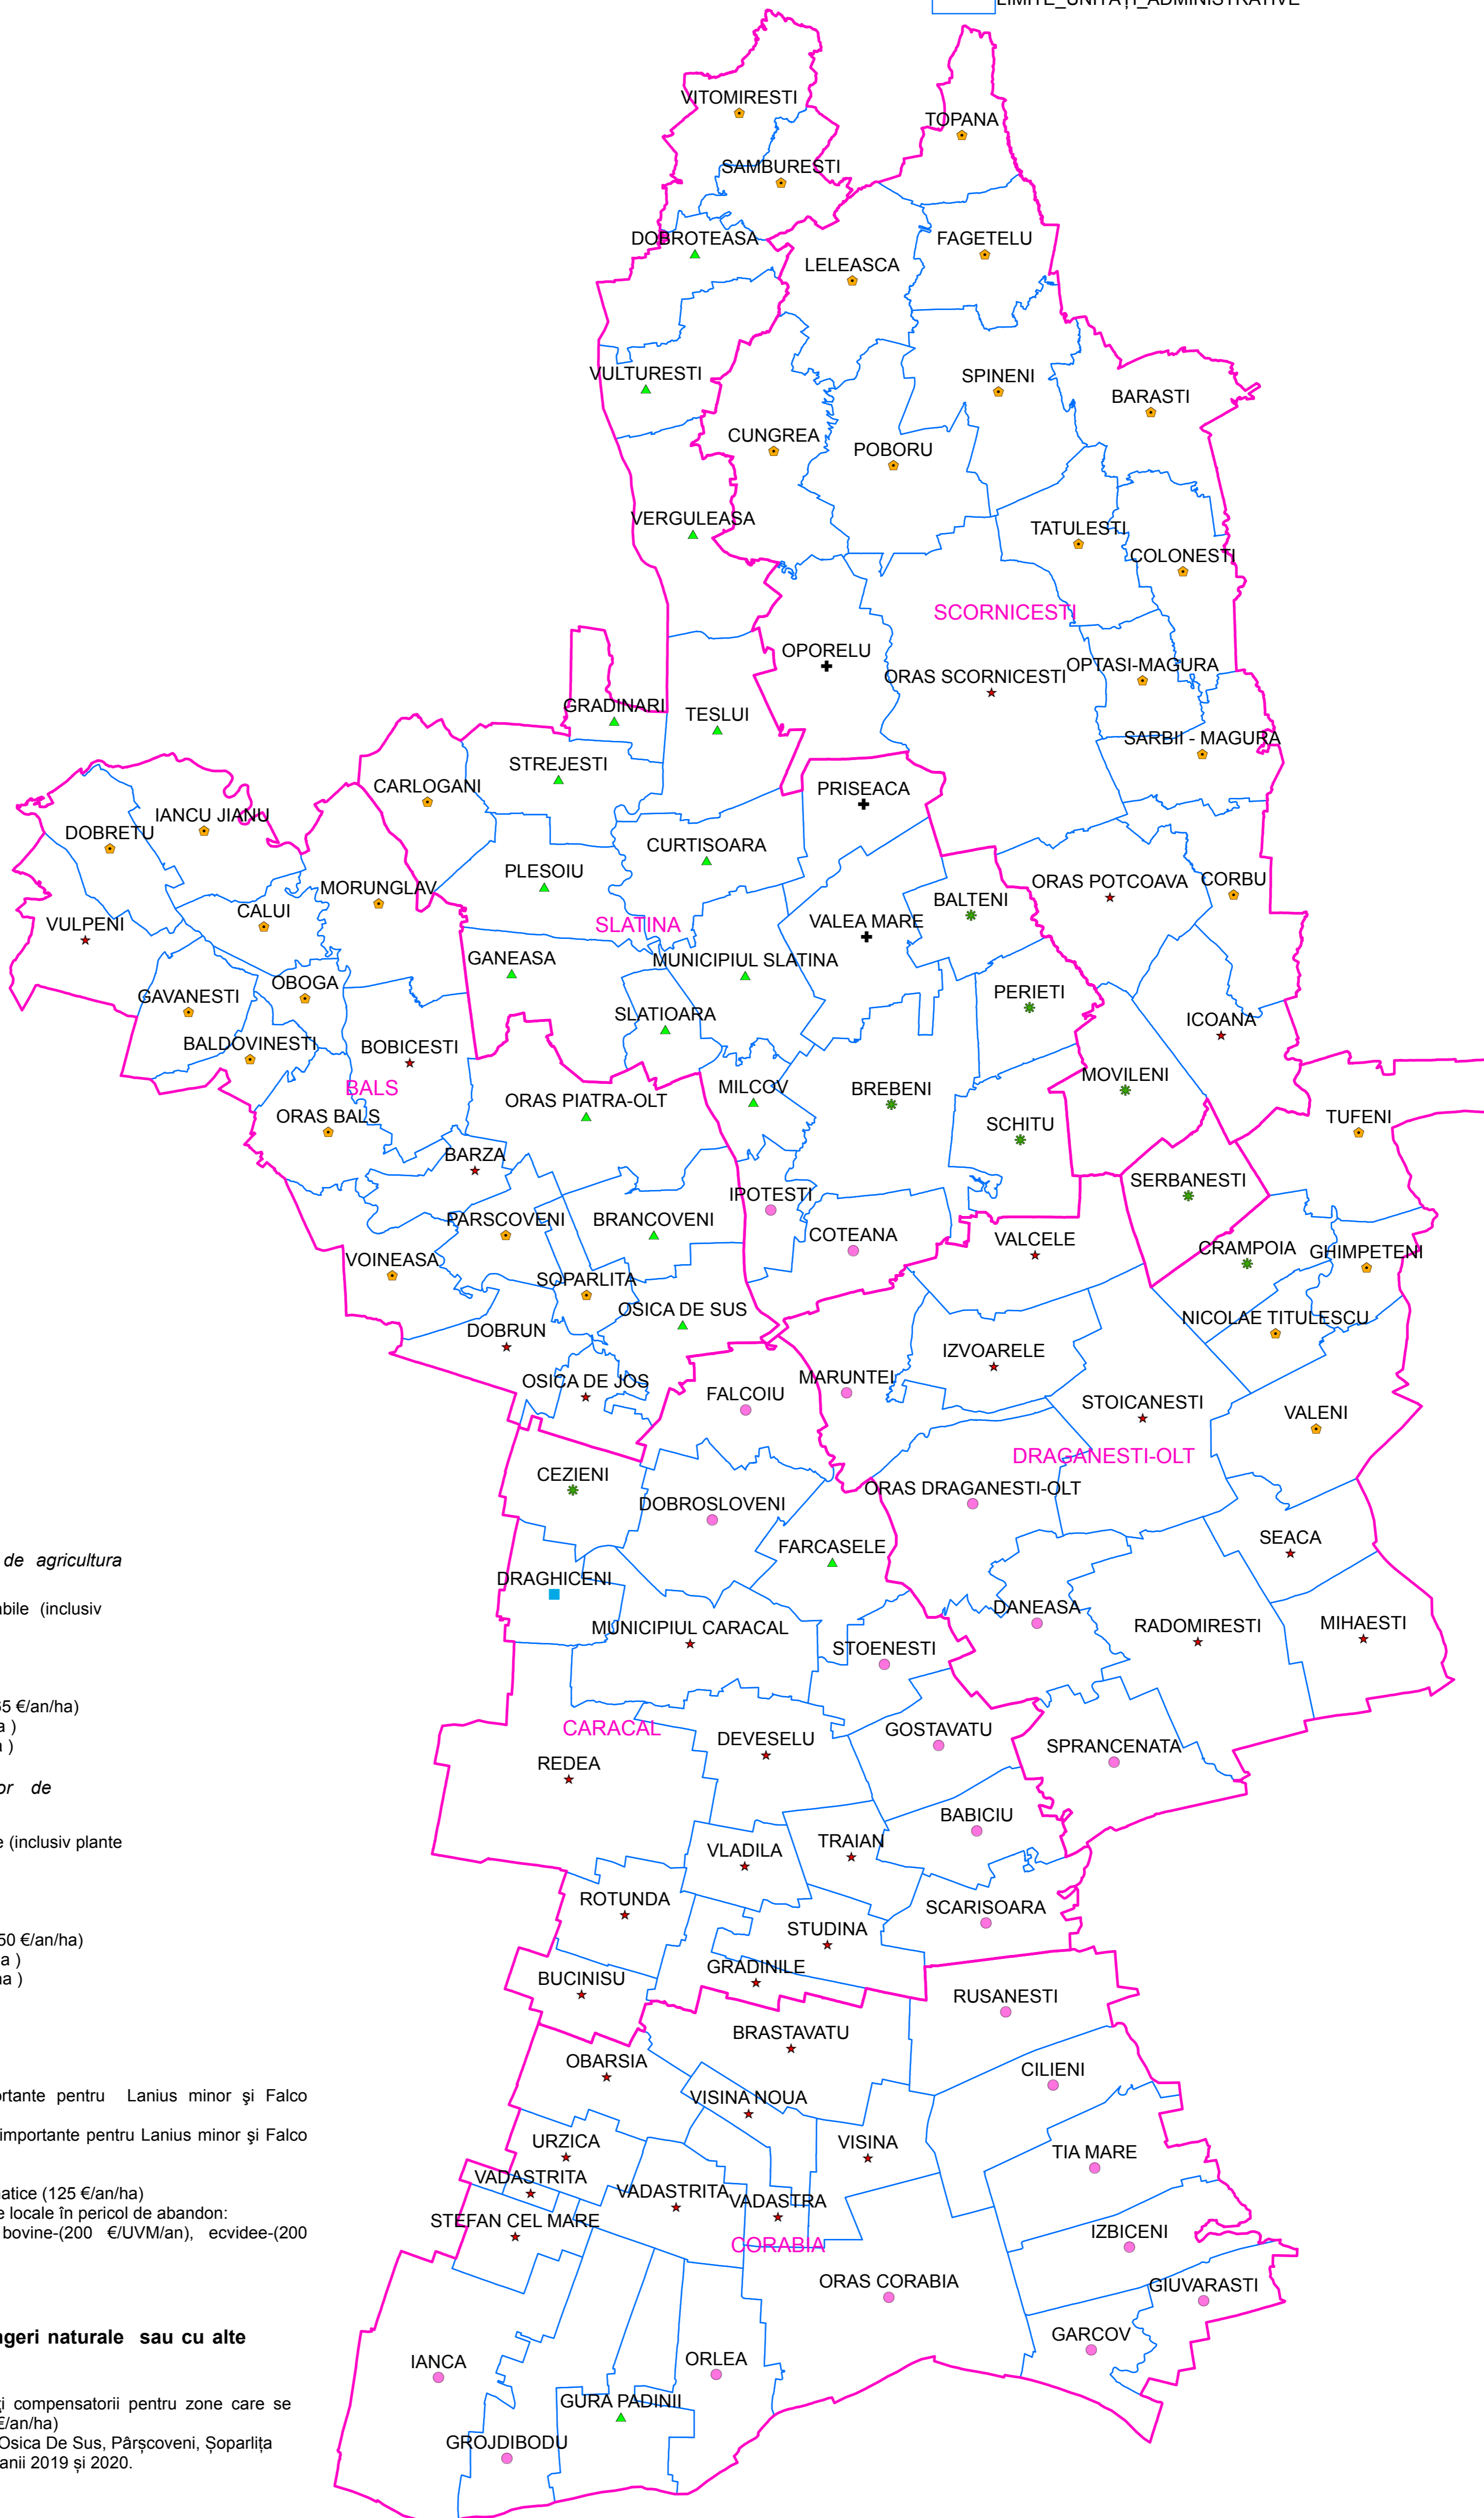 LIMITE_UNITĂȚI_ADMINISTRATIVE
VITOMIRESTI
TOPANA
SAMBURESTI
DOBROTEASA
FAGETELU
LELEASCA
VULTURESTI
SPINENI
BARASTI
CUNGREA
POBORU
VERGULEASA
TATULESTI
COLONESTI
SCORNICESTI
OPORELU
OPTASI-MAGURA
ORAS SCORNICESTI
GRADINARI
TESLUI
SARBII - MAGURA
STREJESTI
CARLOGANI
PRISEACA
IANCU JIANU
DOBRETU
CURTISOARA
PLESOIU
MORUNGLAV
ORAS POTCOAVA
CORBU
BALTENI
CALUI
VULPENI
SLATINA
VALEA MARE
GANEASA
MUNICIPIUL SLATINA
OBOGA
GAVANESTI
PERIETI
SLATIOARA
ICOANA
BALDOVINESTI
BOBICESTI
BALS
MILCOV
BREBENI
MOVILENI
ORAS PIATRA-OLT
ORAS BALS
SCHITU
TUFENI
BARZA
SERBANESTI
IPOTESTI
PARSCOVENI
BRANCOVENI
COTEANA
VALCELE
CRAMPOIA
GHIMPETENI
VOINEASA
SOPARLITA
OSICA DE SUS
NICOLAE TITULESCU
DOBRUN
IZVOARELE
MARUNTEI
OSICA DE JOS
FALCOIU
STOICANESTI
VALENI
DRAGANESTI-OLT
CEZIENI
ORAS DRAGANESTI-OLT
DOBROSLOVENI
SEACA
FARCASELE
de agricultura
DRAGHICENI
abile (inclusiv
DANEASA
RADOMIRESTI
MIHAESTI
MUNICIPIUL CARACAL
STOENESTI
65 €/an/ha)
a )
CARACAL
GOSTAVATU
DEVESELU
SPRANCENATA
REDEA
or de
BABICIU
e (inclusiv plante
TRAIAN
VLADILA
ROTUNDA
SCARISOARA
STUDINA
50 €/an/ha)
a )
GRADINILE
ha )
BUCINISU
RUSANESTI
BRASTAVATU
OBARSIA
CILIENI
ortante pentru Lanius minor şi Falco
VISINA NOUA
importante pentru Lanius minor şi Falco
URZICA
VISINA
TIA MARE
VADASTRITA
VADASTRITA
VADASTRA
natice (125 €/an/ha)
e locale în pericol de abandon:
STEFAN CEL MARE
bovine-(200 €/UVM/an), ecvidee-(200
IZBICENI
CORABIA
ORAS CORABIA
GIUVARASTI
ngeri naturale sau cu alte
GARCOV
IANCA
ORLEA
ți compensatorii pentru zone care se
GURA PADINII
€/an/ha)
Osica De Sus, Pârșcoveni, Șoparlița
GROJDIBODU
anii 2019 și 2020.